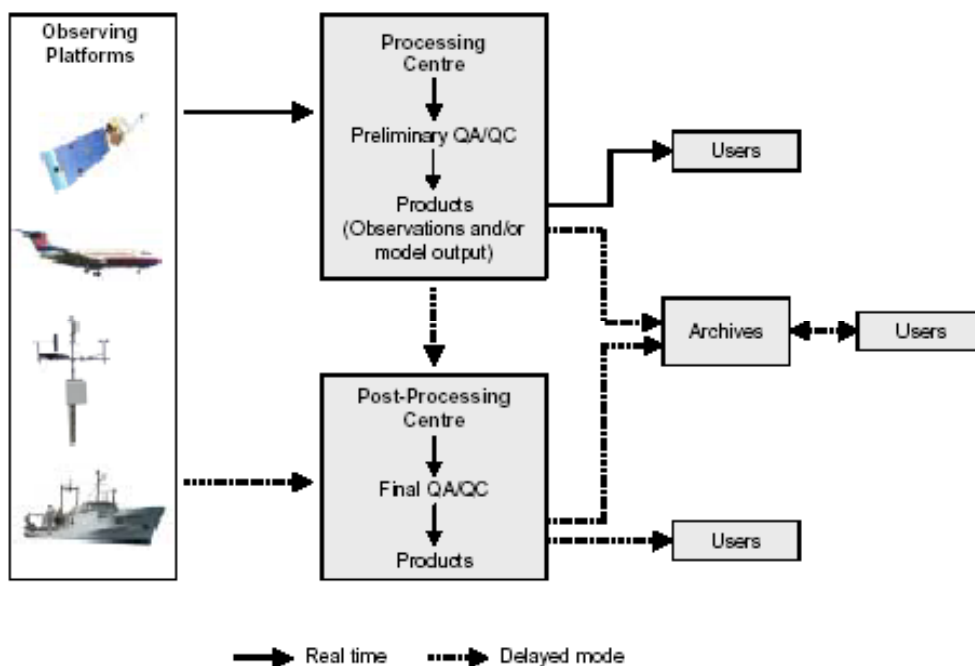 Observing
Platforms
Processing
Centre
Preliminary QA/QC
Products
(Observations and/or
model output)
Users
Archives
Users
Post-Processing
Centre
Final QA/QC
Products
Users
Real time
Delayed mode